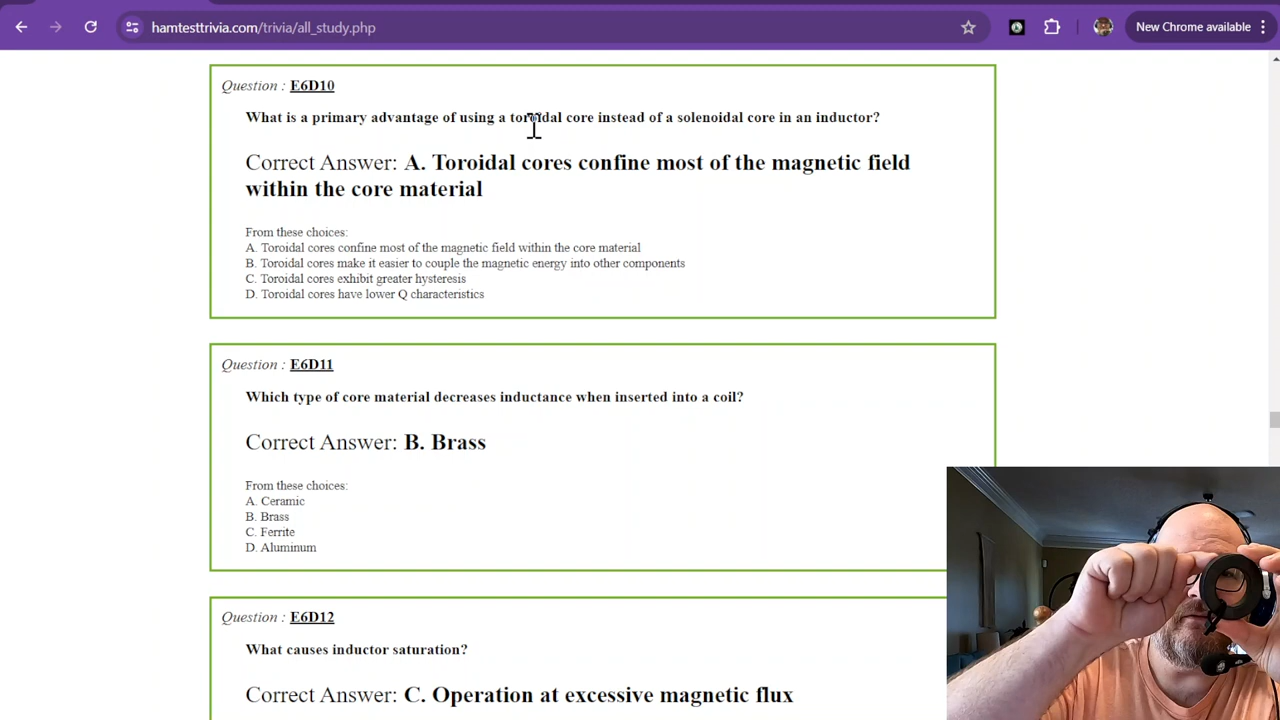 hamtesttrivia.com/trivia/all_study.php
New Chrome available
Question : E6D10
What is a primary advantage of using a toroidal core instead of a solenoidal core in an inductor?
Correct Answer: A. Toroidal cores confine most of the magnetic field
within the core material
From these choices:
A. Toroidal cores confine most of the magnetic field within the core material
B. Toroidal cores make it easier to couple the magnetic energy into other components
C. Toroidal cores exhibit greater hysteresis
D. Toroidal cores have lower Q characteristics
Question : E6D11
Which type of core material decreases inductance when inserted into a coil?
Correct Answer: B. Brass
From these choices:
A. Ceramic
B. Brass
C. Ferrite
D. Aluminum
Question : E6D12
What causes inductor saturation?
Correct Answer: C. Operation at excessive magnetic flux